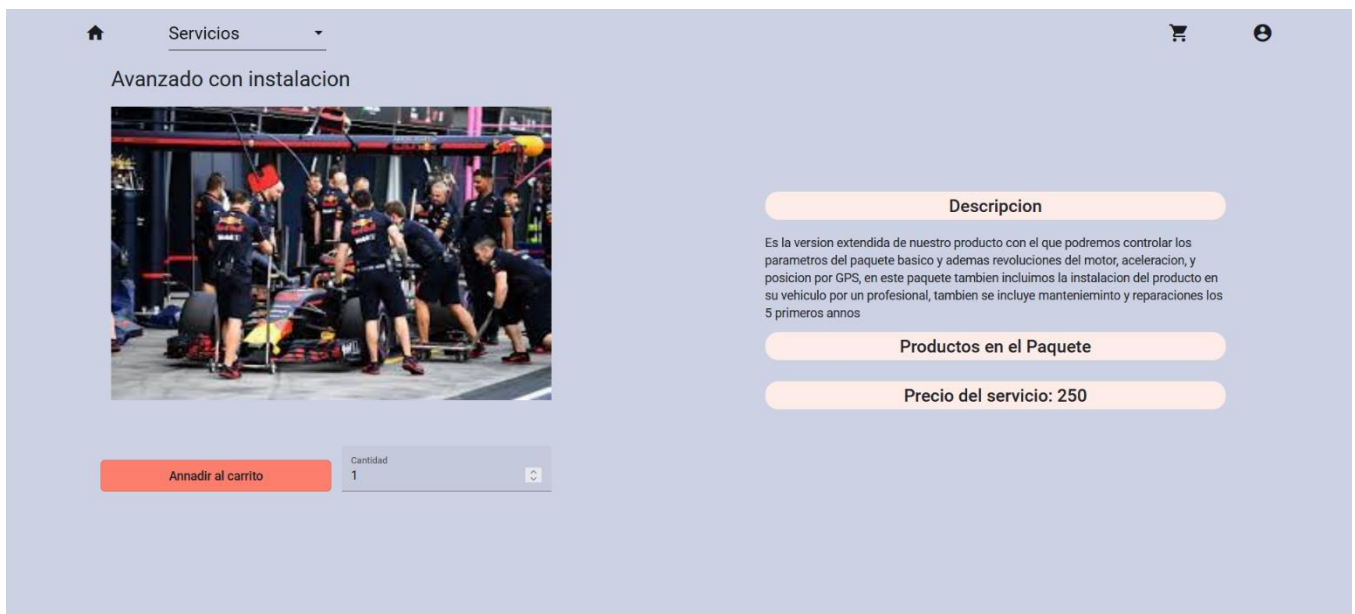 Servicios
Avanzado con instalacion
Descripcion
Es la version extendida de nuestro producto con el que podremos controlar los
parametros del paquete basico y ademas revoluciones del motor, aceleracion, y
posicion por GPS, en este paquete tambien incluimos la instalacion del producto en
su vehiculo por un profesional, tambien se incluye mantenieminto y reparaciones los
5 primeros annos
Productos en el Paquete
Precio del servicio: 250
Annadir al carrito
Cantidad
1